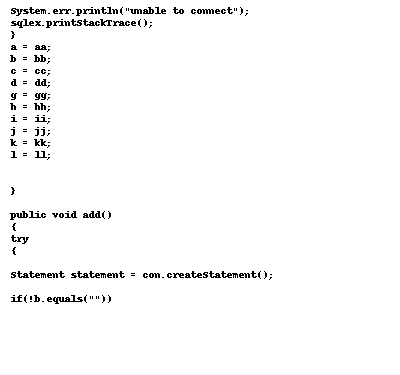 System.err.println("unable to connect");
sqlex.printStackTrace();
}
a = aa;
b = bb;
c = cc;
d = dd;
g = gg;
h = hh;
i = ii;
j = jj;
k = kk;
l = ll;
}
public void add()
{
try
{
Statement statement = con.createStatement();
if(!b.equals(""))